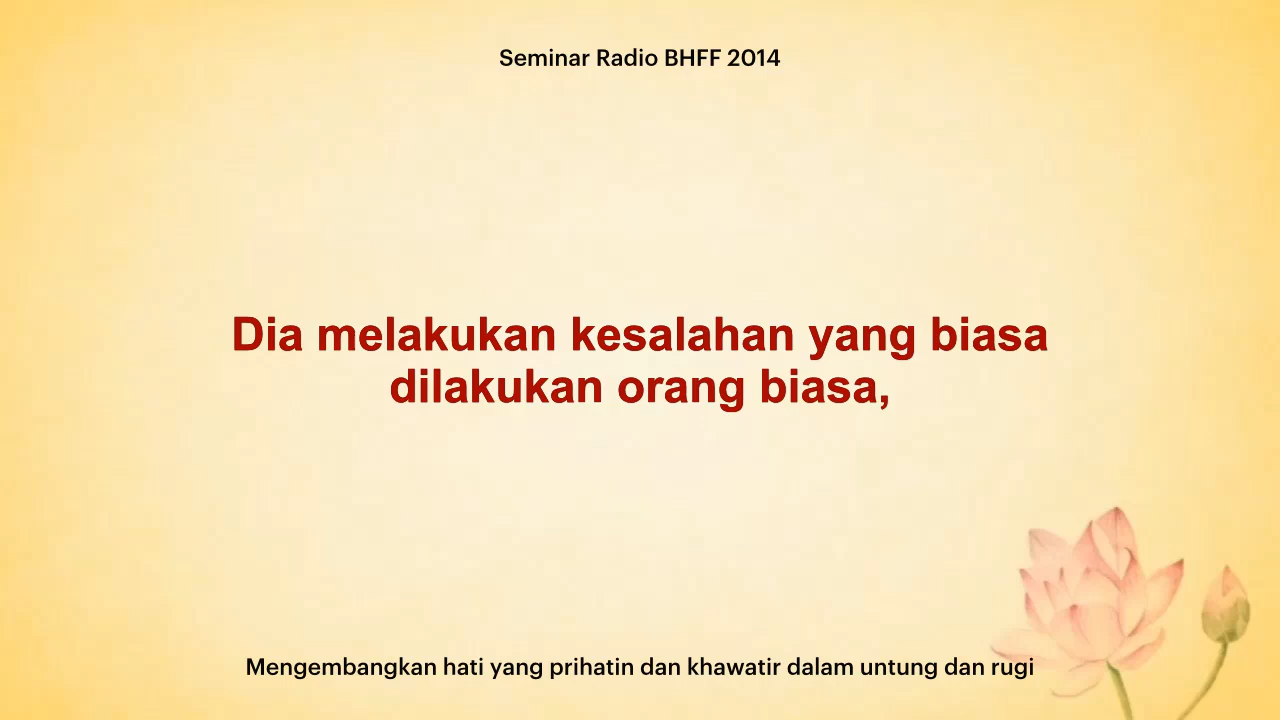 Seminar Radio BHFF 2014
Dia melakukan kesalahan yang biasa
dilakukan orang biasa,
Mengembangkan hati yang prihatin dan khawatir dalam untung dan rugi